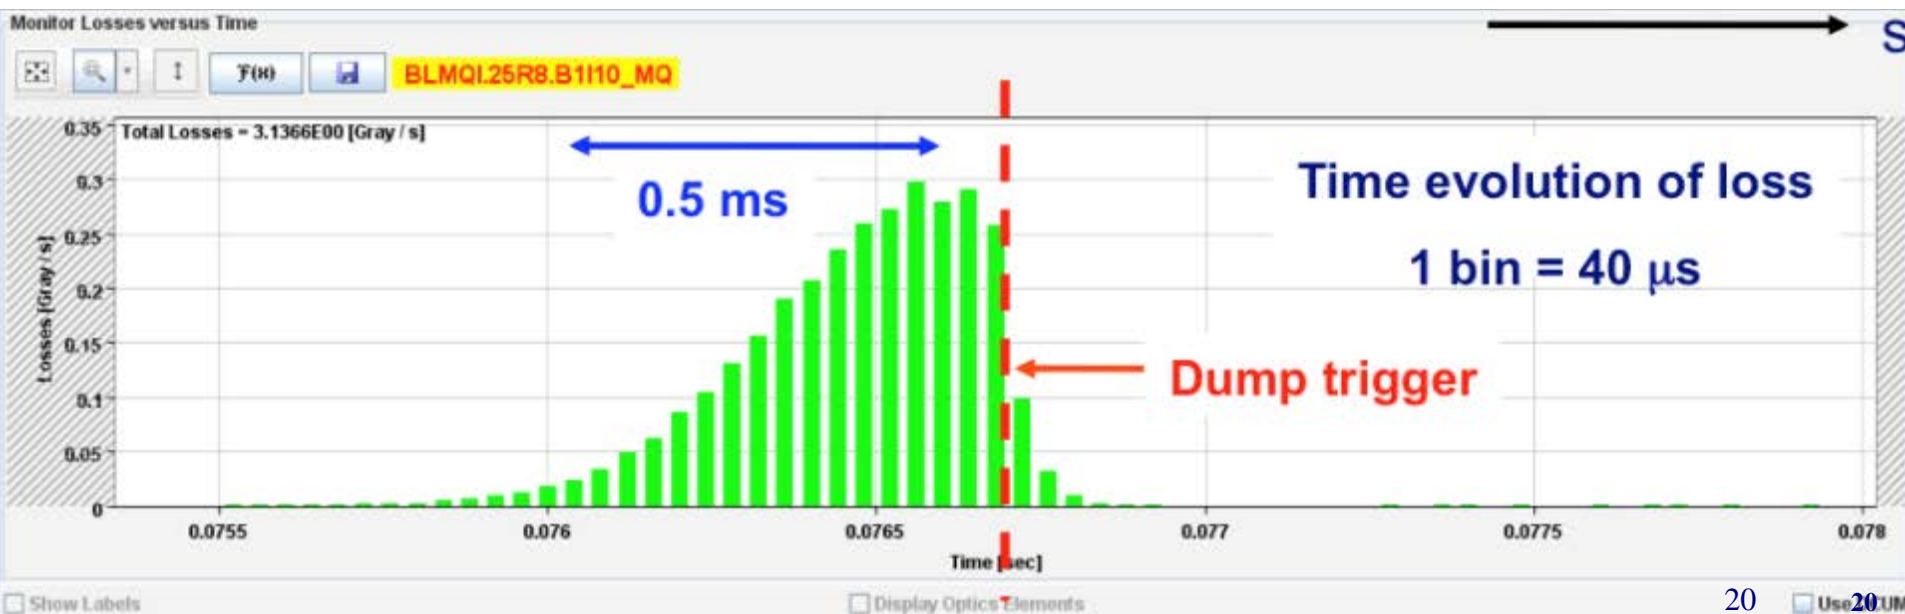 Monitor Losses versus Time
S
F(x)
BLMQI.25R8.B1I10_MQ
Total Losses = 3.1366E00 [Gray / s]
0.35
0.3
0.25
0.2
0.15
0.1
0.05
0
Losses [Gray / s]
0.5 ms
Time evolution of loss
1 bin = 40 μs
Dump trigger
0.0755
0.076
0.0765
0.077
0.0775
0.078
Time [sec]
Show Labels
Display Optics Elements
20
Use
20